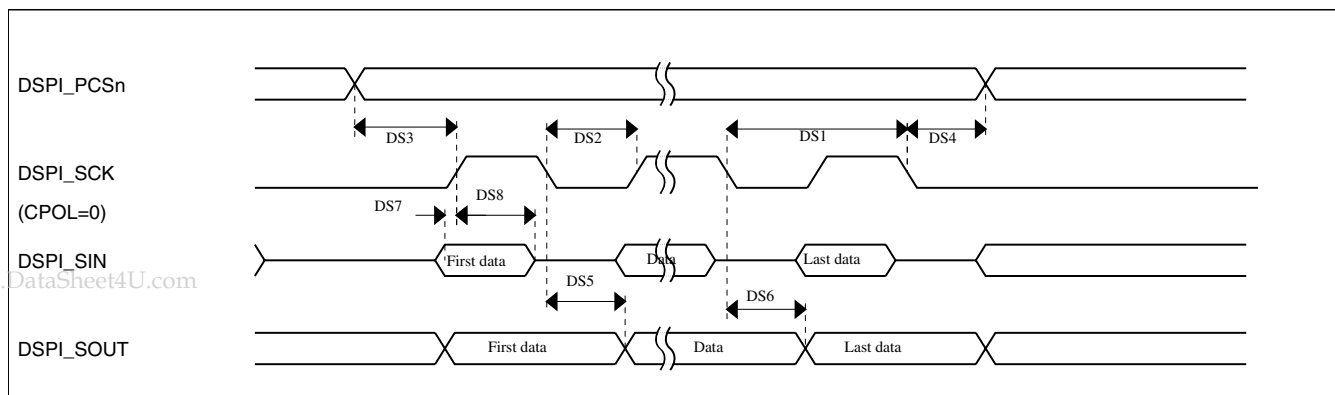 DSPI_PCSn
DS3
DS2
DS1
DS4
DSPI_SCK
(CPOL=0)
DS7
DS8
DSPI_SIN
First data
Data
Last data
.DataSheet4U.com
DS5
DS6
DSPI_SOUT
First data
Data
Last data